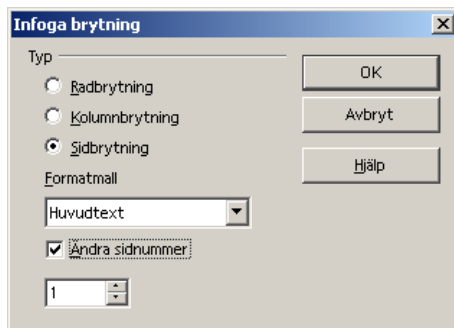 Infoga brytning
Typ
Radbrytning
Kolumnbrytning
Sidbrytning
Formatmall
Huvudtext
Ändra sidnummer
1
OK
Avbryt
Hjälp